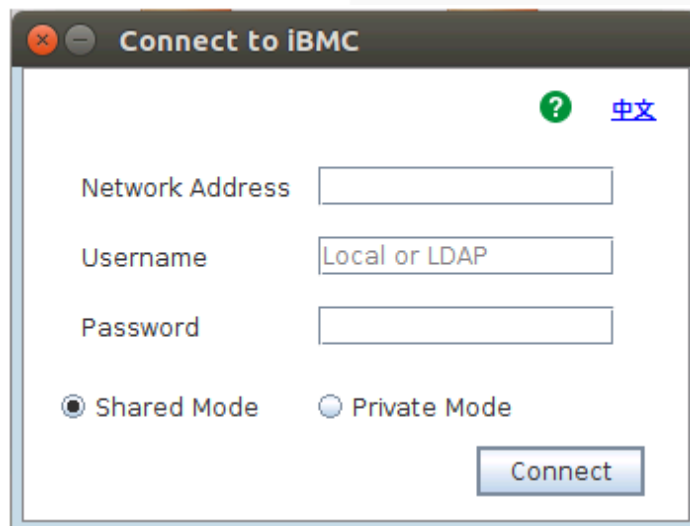 Connect to iBMC
? 中文
Network Address
Username Local or LDAP
Password
Shared Mode Private Mode
Connect